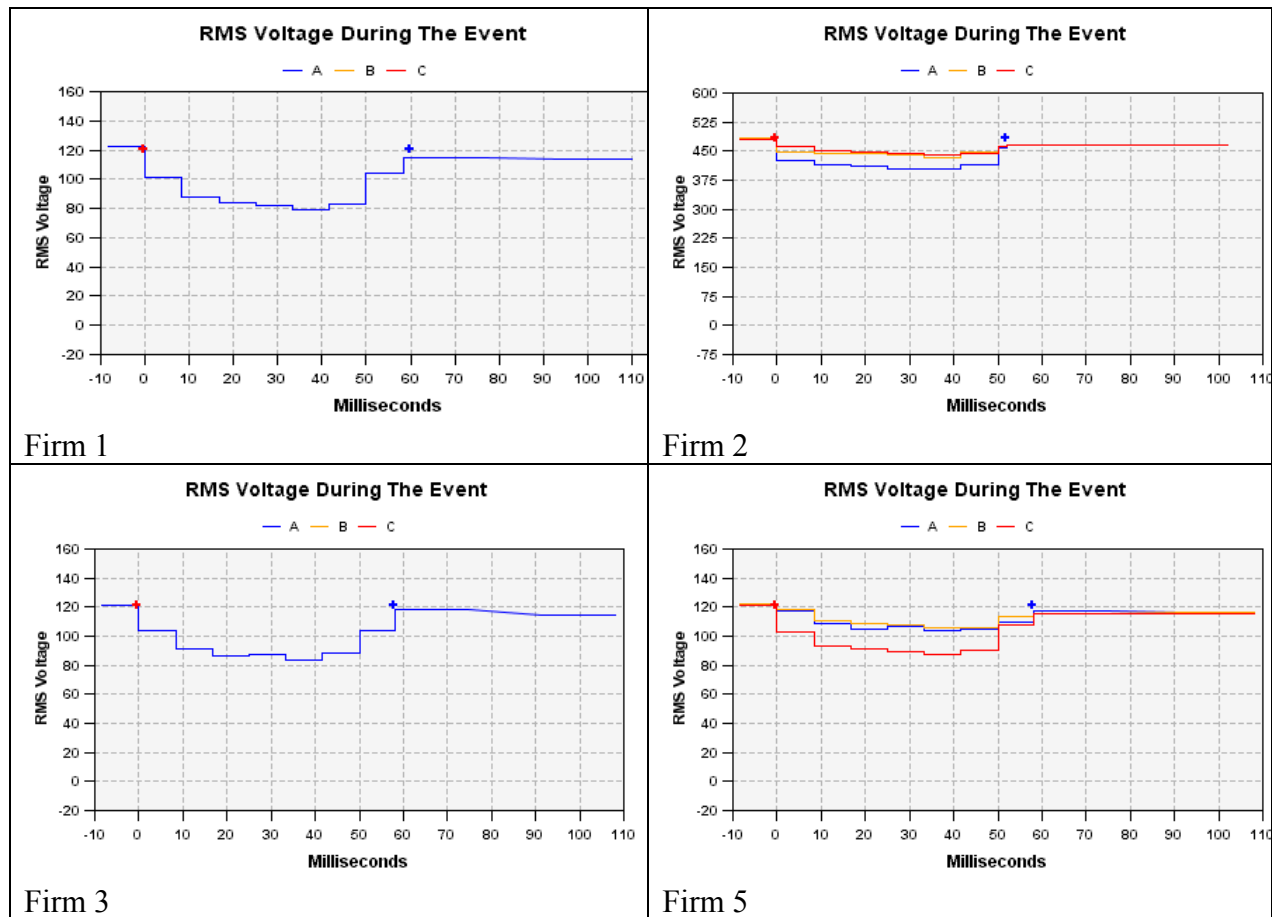 RMS Voltage During The Event
A B C
160
140
120
100
80
60
40
20
0
-20
RMS Voltage
-10 0 10 20 30 40 50 60 70 80 90 100 110
Milliseconds
Firm 1
RMS Voltage During The Event
A B C
600
525
450
375
300
225
150
75
0
-75
RMS Voltage
-10 0 10 20 30 40 50 60 70 80 90 100 110
Milliseconds
Firm 2
RMS Voltage During The Event
A B C
160
140
120
100
80
60
40
20
0
-20
RMS Voltage
-10 0 10 20 30 40 50 60 70 80 90 100 110
Milliseconds
Firm 3
RMS Voltage During The Event
A B C
160
140
120
100
80
60
40
20
0
-20
RMS Voltage
-10 0 10 20 30 40 50 60 70 80 90 100 110
Milliseconds
Firm 5